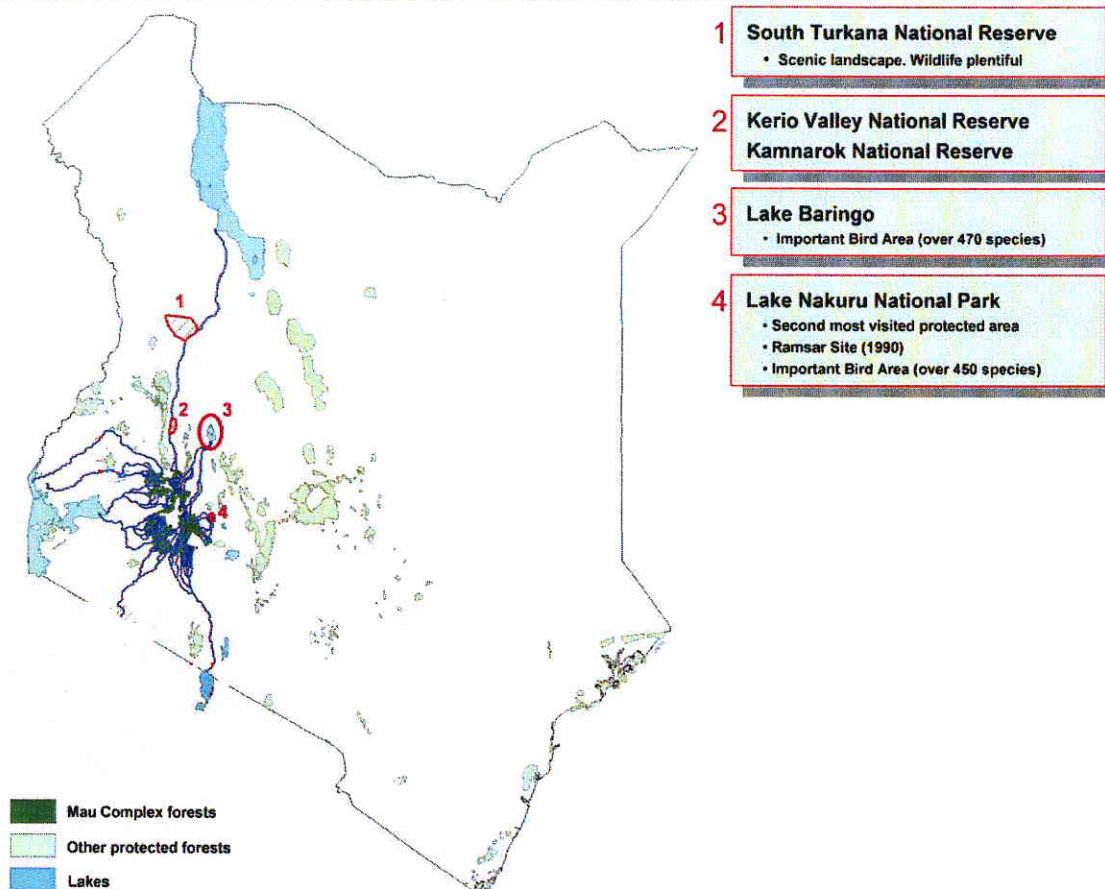 1
South Turkana National Reserve
• Scenic landscape. Wildlife plentiful
2
Kerio Valley National Reserve
Kamnarok National Reserve
3
Lake Baringo
• Important Bird Area (over 470 species)
4
Lake Nakuru National Park
• Second most visited protected area
• Ramsar Site (1990)
• Important Bird Area (over 450 species)
1
2
3
4
Mau Complex forests
Other protected forests
Lakes